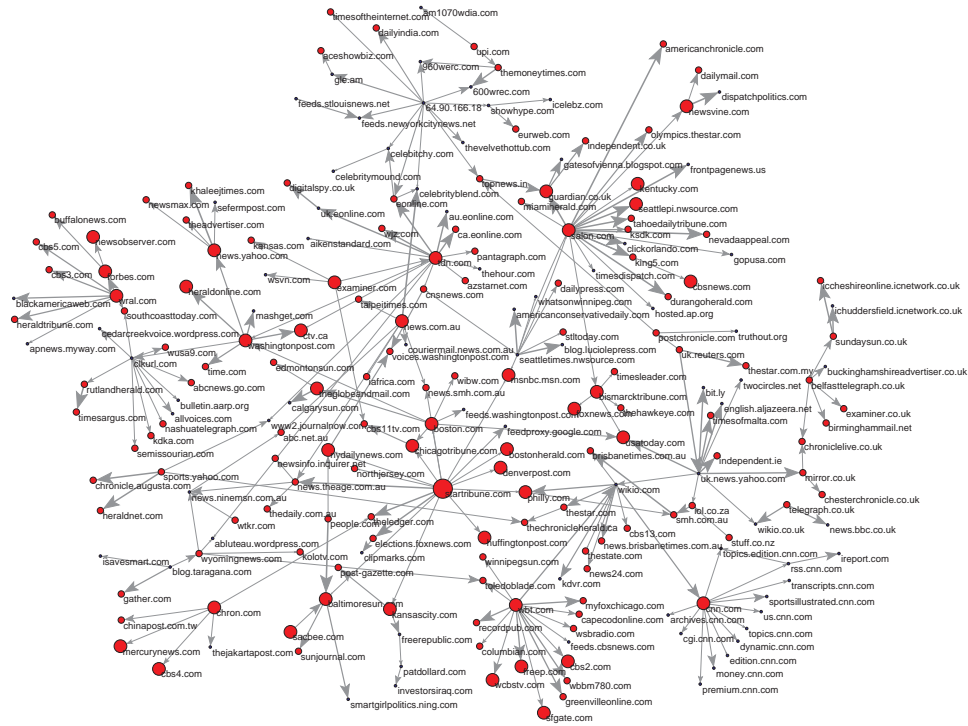 timesoftheinternet.com
am1070wdia.com
dailyindia.com
americanchronicle.com
aceshowbiz.com
upi.com
960werc.com
themoneytimes.com
dailymail.com
gle.am
600wrec.com
dispatchpolitics.com
feeds.stlouisnews.net
64.90.166.18
icelebz.com
newsvine.com
showhype.com
feeds.newyorkcitynews.net
eurweb.com
olympics.thestar.com
thevelvethottub.com
independent.co.uk
celebitchy.com
gatesofvienna.blogspot.com
frontpagenews.us
celebritymound.com
topnews.in
khaleejtimes.com
digitalspy.co.uk
celebrityblend.com
guardian.co.uk
kentucky.com
newsmax.com
sefermpost.com
eonline.com
miamiherald.com
seattlepi.nwsource.com
buffalonews.com
uk.eonline.com
au.eonline.com
tahoedailytribune.com
theadvertiser.com
wjz.com
ca.eonline.com
salon.com
ksdk.com
nevadaappeal.com
newsobserver.com
kansas.com
aikenstandard.com
clickorlando.com
cbs5.com
news.yahoo.com
pantagraph.com
king5.com
gopusa.com
tdn.com
cbs3.com
forbes.com
wsvn.com
thehour.com
timesdispatch.com
heraldonline.com
examiner.com
azstarnet.com
cbsnews.com
iccheshireonline.icnetwork.co.uk
cnsnews.com
dailypress.com
blackamericaweb.com
vral.com
taipeitimes.com
whatsonwinnipeg.com
durangoherald.com
southcoasttoday.com
mashget.com
americanconservativedaily.com
hosted.ap.org
ichuddersfield.icnetwork.co.uk
heraldtribune.com
news.com.au
cedarcreekvoice.wordpress.com
ctv.ca
stltoday.com
postchronicle.com
truthout.org
washingtonpost.com
sundaysun.co.uk
apnews.myway.com
wusa9.com
couriermail.news.com.au
blog.luciolepress.com
uk.reuters.com
cikurl.com
voices.washingtonpost.com
seattletimes.nwsource.com
time.com
edmontonsun.com
thestar.com.my
buckinghamshireadvertiser.co.uk
msnbc.msn.com
timesleader.com
abcnews.go.com
iafrica.com
twocircles.net
belfasttelegraph.co.uk
rutlandherald.com
theglobeandmail.com
news.smh.com.au
wibw.com
bismarcktribune.com
bit.ly
bulletin.aarp.org
calgarysun.com
english.aljazeera.net
timesargus.com
allvoices.com
feeds.washingtonpost.com
foxnews.com
thehawkeye.com
timesofmalta.com
examiner.co.uk
nashuatelegraph.com
www2.journalnow.com
cbs11tv.com
boston.com
birminghammail.net
kdka.com
abc.net.au
feedproxy.google.com
usatoday.com
semissourian.com
nydailynews.com
chicagotribune.com
bostonherald.com
brisbanetimes.com.au
chroniclelive.co.uk
newsinfo.inquirer.net
independent.ie
sports.yahoo.com
northjersey.com
denverpost.com
chronicle.augusta.com
news.theage.com.au
wikio.com
uk.news.yahoo.com
mirror.co.uk
startribune.com
news.ninemsn.com.au
philly.com
lol.co.za
chesterchronicle.co.uk
heraldnet.com
thedaily.com.au
thestar.com
smh.com.au
telegraph.co.uk
wtkr.com
people.com
theledger.com
thechronicleherald.ca
wikio.co.uk
news.bbc.co.uk
cbs13.com
abluteau.wordpress.com
elections.foxnews.com
huffingtonpost.com
news.brisbanetimes.com.au
stuff.co.nz
topics.edition.cnn.com
isavesmart.com
wyomingnews.com
kolotv.com
clipmarks.com
winnipegsun.com
thestate.com
ireport.com
blog.taragana.com
post-gazette.com
news24.com
rss.cnn.com
toledoblade.com
kdvr.com
transcripts.cnn.com
gather.com
baltimoresun.com
myfoxchicago.com
sportsillustrated.cnn.com
chron.com
kansascity.com
wbt.com
cnn.com
us.cnn.com
chinapost.com.tw
recordpub.com
capecodonline.com
archives.cnn.com
sacbee.com
freerepublic.com
wsbradio.com
topics.cnn.com
mercurynews.com
thejakartapost.com
sunjournal.com
columbian.com
feeds.cbsnews.com
cgi.cnn.com
dynamic.cnn.com
cbs4.com
patdollard.com
freep.com
cbs2.com
edition.cnn.com
wcbstv.com
wbbm780.com
money.cnn.com
investorsiraq.com
greenvilleonline.com
premium.cnn.com
smartgirlpolitics.ning.com
sfgate.com